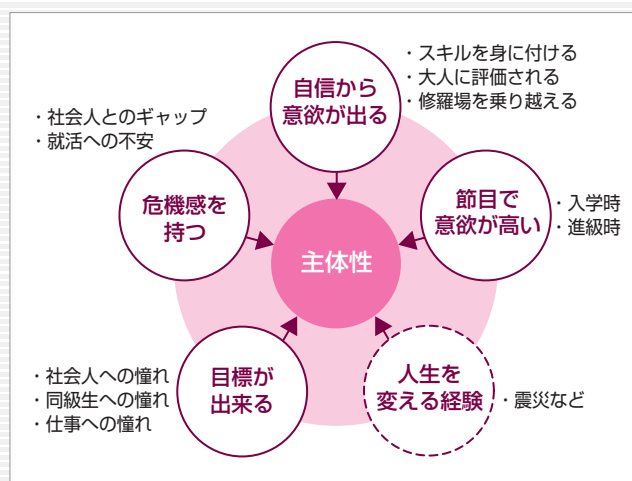 自信から
意欲が出る
・スキルを身に付ける
・大人に評価される
・修羅場を乗り越える
節目で
意欲が高い
・入学時
・進級時
人生を
変える経験
・震災など
目標が
出来る
・社会人への憧れ
・同級生への憧れ
・仕事への憧れ
危機感を
持つ
・社会人とのギャップ
・就活への不安
主体性